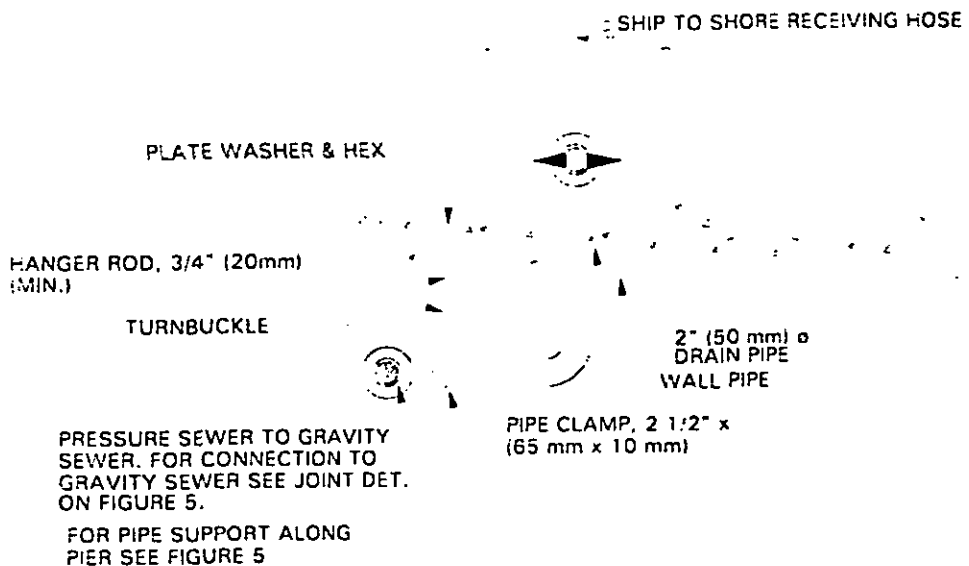 SHIP TO SHORE RECEIVING HOSE
PLATE WASHER & HEX
HANGER ROD, 3/4" (20mm)
(MIN.)
TURNBUCKLE
2" (50 mm) ø
DRAIN PIPE
WALL PIPE
PIPE CLAMP, 2 1/2" x
(65 mm x 10 mm)
PRESSURE SEWER TO GRAVITY
SEWER. FOR CONNECTION TO
GRAVITY SEWER SEE JOINT DET.
ON FIGURE 5.
FOR PIPE SUPPORT ALONG
PIER SEE FIGURE 5